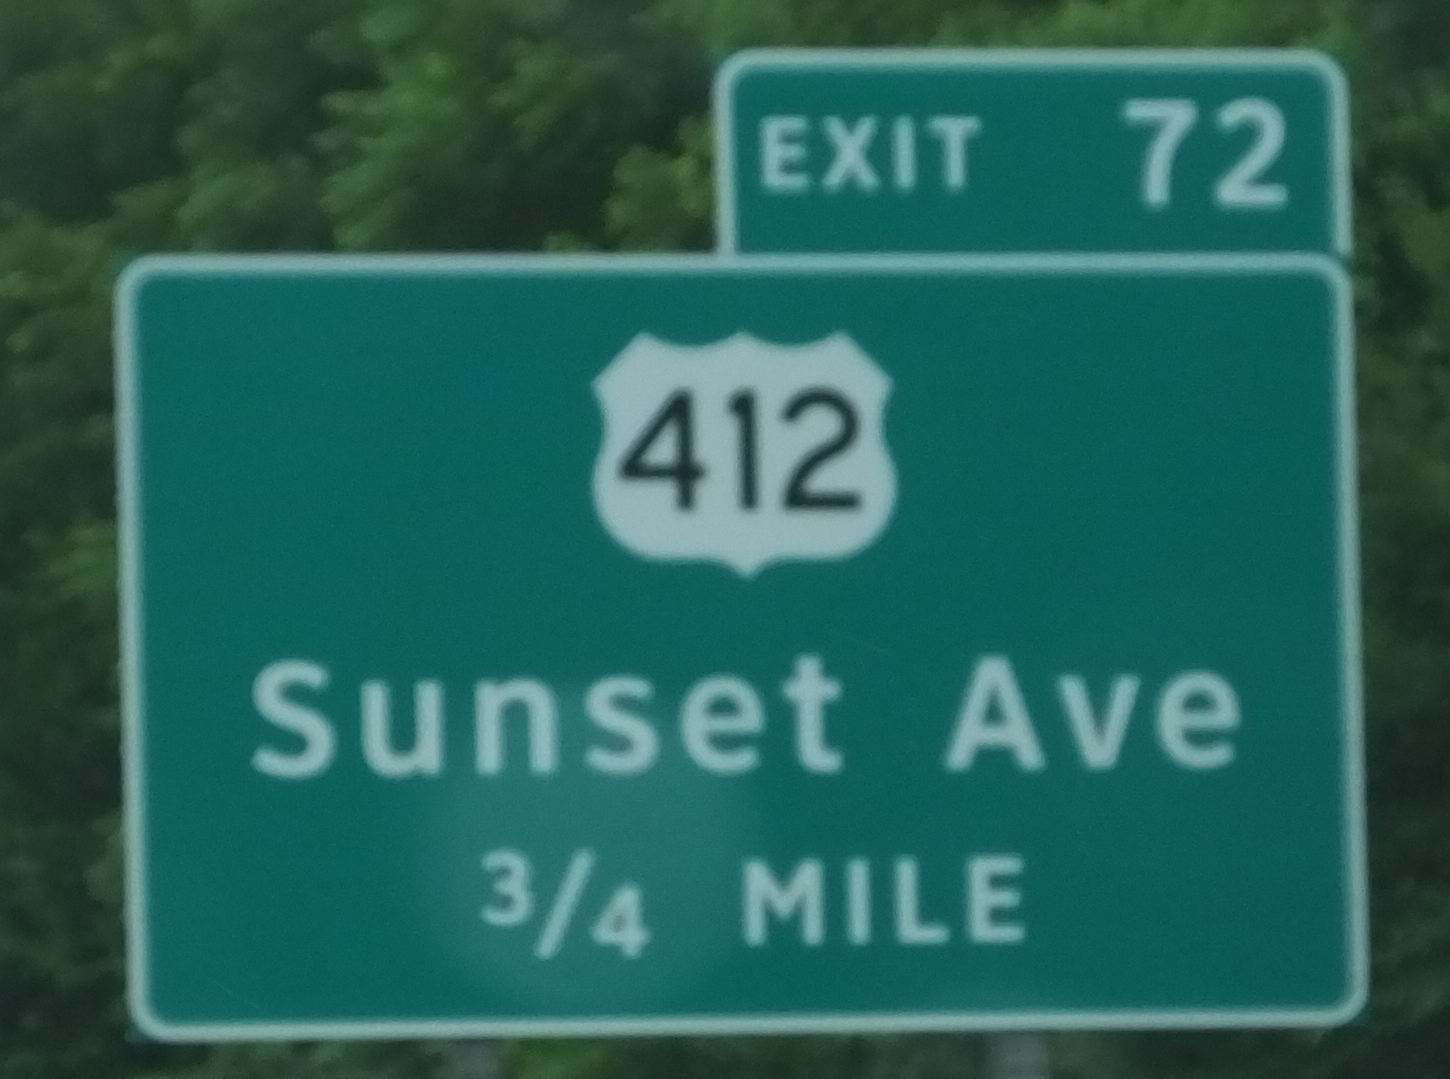 EXIT 72
412
Sunset Ave
3/4 MILE